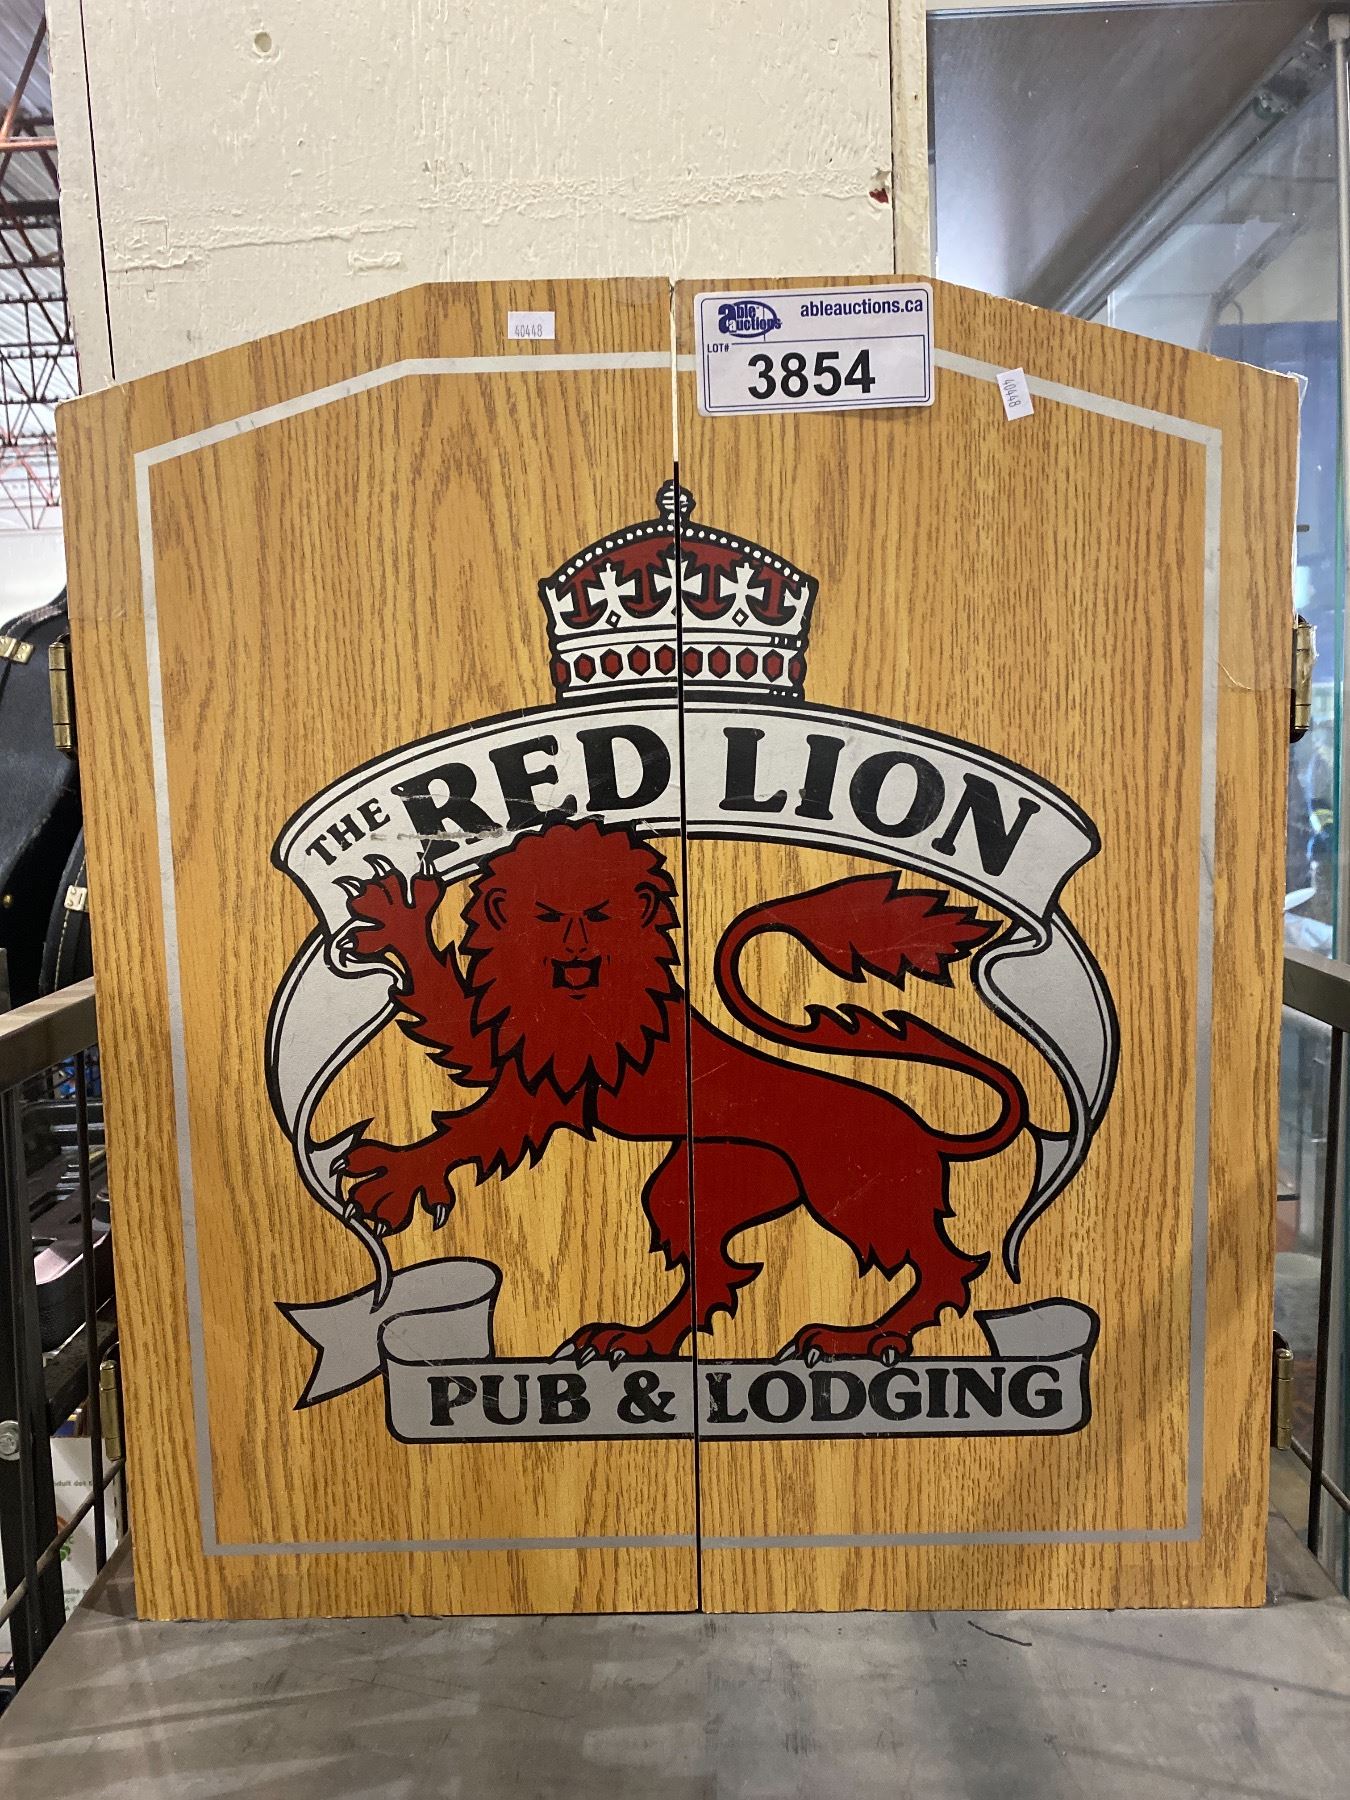 40448
able auctions
ableauctions.ca
LOT#
3854
40448
THE RED LION
PUB & LODGING